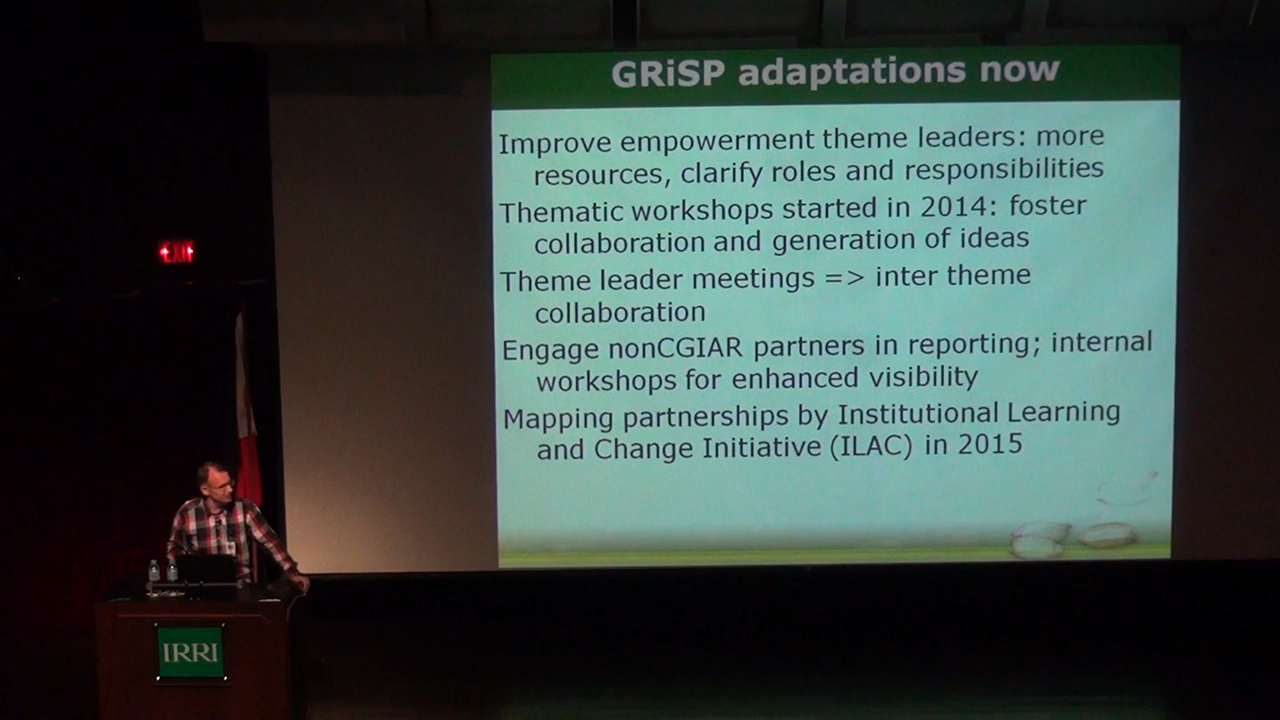 GRiSP adaptations now
Improve empowerment theme leaders: more
resources, clarify roles and responsibilities
Thematic workshops started in 2014: foster
collaboration and generation of ideas
Theme leader meetings => inter theme
collaboration
Engage nonCGIAR partners in reporting; internal
workshops for enhanced visibility
Mapping partnerships by Institutional Learning
and Change Initiative (ILAC) in 2015
EXIT
IRRI